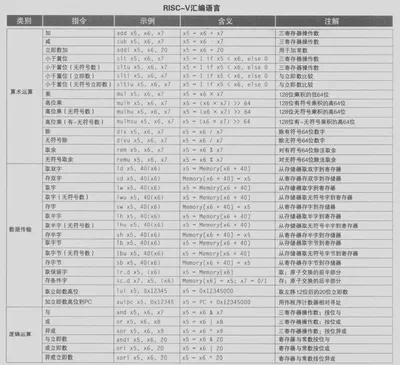 RISC-V汇编语言
类别 指令 示例 含义 注解
算术运算
加 add x5, x6, x7 x5 = x6 + x7 三寄存器操作数
减 sub x5, x6, x7 x5 = x6 - x7 三寄存器操作数
立即数加 addi x5, x6, 20 x5 = x6 + 20 用于加常数
小于置位 slt x5, x6, x7 x5 = 1 if x5 < x6, else 0 三寄存器操作数
小于置位（无符号数） sltu x5, x6, x7 x5 = 1 if x5 < x6, else 0 三寄存器操作数
小于置位（立即数） slti x5, x6, x7 x5 = 1 if x5 < x6, else 0 与立即数比较
小于置位（无符号立即数） sltiu x5, x6, x7 x5 = 1 if x5 < x6, else 0 与立即数比较
乘 mul x5, x6, x7 x5 = x6 × x7 128位乘积的低64位
高位乘 mulh x5, x6, x7 x5 = (x6 × x7) >> 64 128位有符号乘积的高64位
高位乘（无符号数） mulhu x5, x6, x7 x5 = (x6 × x7) >> 64 128位无符号乘积的高64位
高位乘（有-无符号数） mulhsu x5, x6, x7 x5 = (x6 × x7) >> 64 128位有-无符号乘积的高64位
除 div x5, x6, x7 x5 = x6 / x7 除有符号64位数
无符号除 divu x5, x6, x7 x5 = x6 / x7 除无符号64位数
取余 rem x5, x6, x7 x5 = x6 % x7 对有符号64位除法取余
无符号取余 remu x5, x6, x7 x5 = x6 % x7 对无符号64位除法取余
数据传输
取双字 ld x5, 40(x6) x5 = Memory[x6 + 40] 从存储器取双字到寄存器
存双字 sd x5, 40(x6) Memory[x6 + 40] = x5 从寄存器存双字到存储器
取字 lw x5, 40(x6) x5 = Memory[x6 + 40] 从存储器取字到寄存器
取字（无符号数） lwu x5, 40(x6) x5 = Memory[x6 + 40] 从存储器取无符号字到寄存器
存字 sw x5, 40(x6) Memory[x6 + 40] = x5 从寄存器存字到存储器
取半字 lh x5, 40(x6) x5 = Memory[x6 + 40] 从存储器取半字到寄存器
取半字（无符号数） lhu x5, 40(x6) x5 = Memory[x6 + 40] 从存储器取无符号半字到寄存器
存半字 sh x5, 40(x6) Memory[x6 + 40] = x5 从寄存器存半字到存储器
取字节 lb x5, 40(x6) x5 = Memory[x6 + 40] 从存储器取字节到寄存器
取字节（无符号数） lbu x5, 40(x6) x5 = Memory[x6 + 40] 从存储器取无符号字节到寄存器
存字节 sb x5, 40(x6) Memory[x6 + 40] = x5 从寄存器存字节到存储器
取保留字 lr.d x5, (x6) x5 = Memory[x6] 取；原子交换的前半部分
存条件字 sc.d x7, x5, (x6) Memory[x6] = x5; x7 = 0/1 存；原子交换的后半部分
取立即数高位 lui x5, 0x12345 x5 = 0x12345000 取左移12位后的20位立即数
加立即数高位到PC auipc x5, 0x12345 x5 = PC + 0x12345000 用作程序计数器相对寻址
逻辑运算
与 and x5, x6, x7 x5 = x6 & x7 三寄存器操作数；按位与
或 or x5, x6, x8 x5 = x6 | x8 三寄存器操作数；按位或
异或 xor x5, x6, x9 x5 = x6 ^ x9 三寄存器操作数；按位异或
与立即数 andi x5, x6, 20 x5 = x6 & 20 寄存器与常数按位与
或立即数 ori x5, x6, 20 x5 = x6 | 20 寄存器与常数按位或
异或立即数 xori x5, x6, 20 x5 = x6 ^ 20 寄存器与常数按位异或